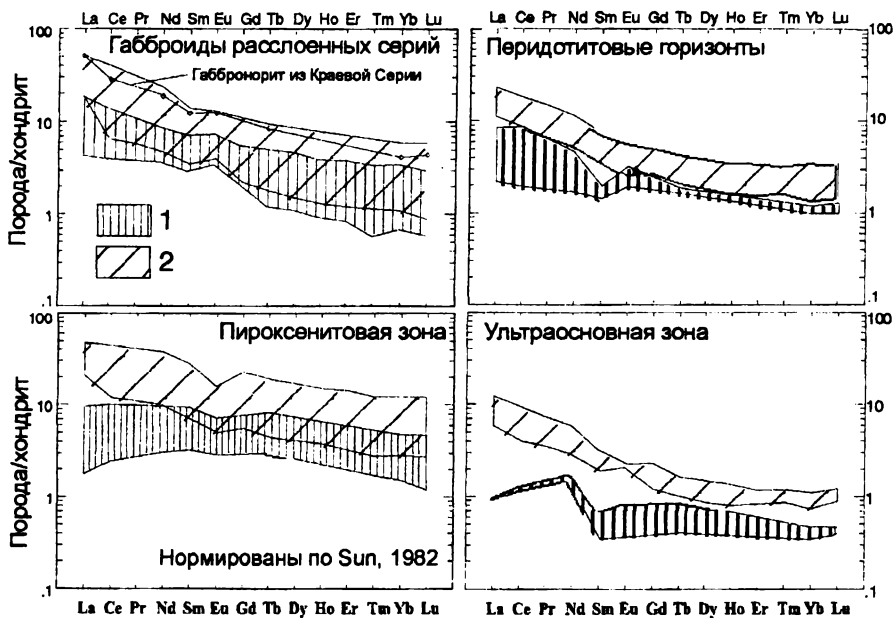 La Ce Pr Nd Sm Eu Gd Tb Dy Ho Er Tm Yb Lu
La Ce Pr Nd Sm Eu Gd Tb Dy Ho Er Tm Yb Lu
100
Габброиды расслоенных серий
Габбронорит из Краевой Серии
10
1
.1
Порода/хондрит
1
2
Перидотитовые горизонты
100
10
1
.1
100
Пироксенитовая зона
10
1
.1
Порода/хондрит
Нормированы по Sun, 1982
Ультраосновная зона
100
10
1
.1
La Ce Pr Nd Sm Eu Gd Tb Dy Ho Er Tm Yb Lu
La Ce Pr Nd Sm Eu Gd Tb Dy Ho Er Tm Yb Lu